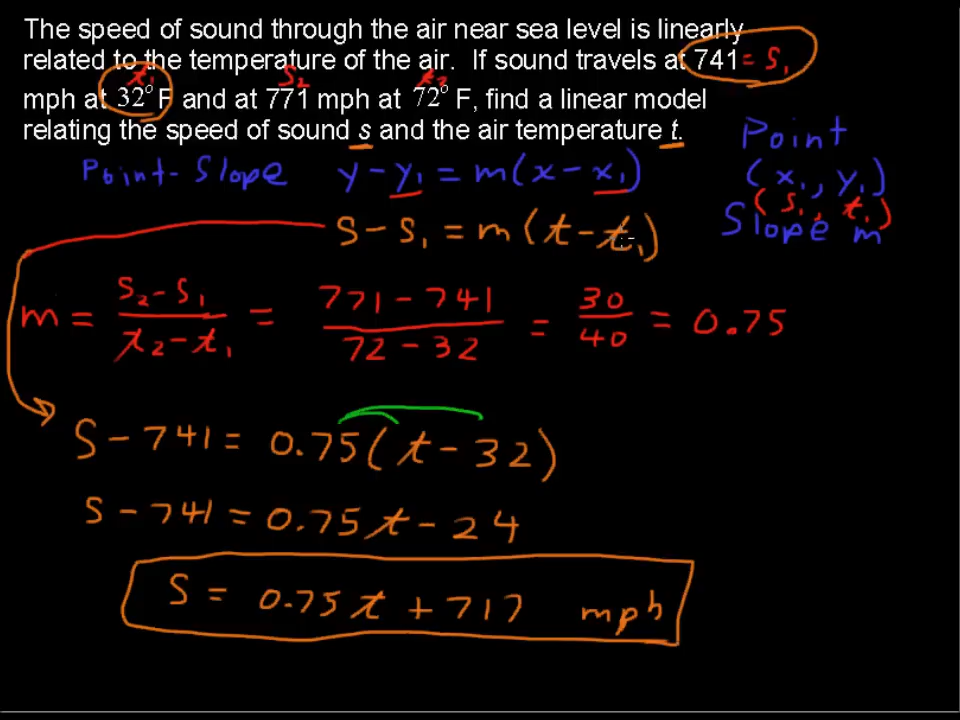 The speed of sound through the air near sea level is linearly
related to the temperature of the air. If sound travels at 741 = s₁
t₁ s₂ t₂
mph at 32° F and at 771 mph at 72° F, find a linear model
relating the speed of sound s and the air temperature t.
Point
Point-Slope y - y₁ = m(x - x₁) (x₁, y₁)
(s₁, t₁)
s - s₁ = m(t - t₁) Slope m
m = (s₂ - s₁)/(t₂ - t₁) = (771 - 741)/(72 - 32) = 30/40 = 0.75
s - 741 = 0.75(t - 32)
s - 741 = 0.75t - 24
s = 0.75t + 717 mph